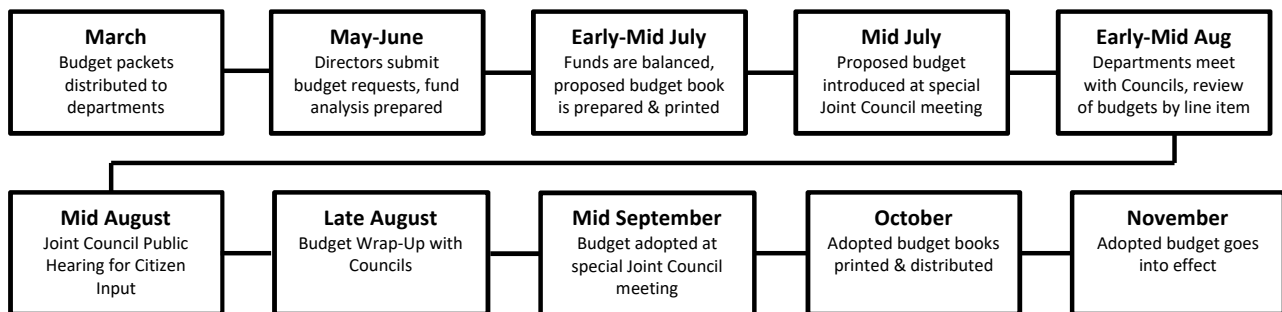 March
Budget packets
distributed to
departments
May-June
Directors submit
budget requests, fund
analysis prepared
Early-Mid July
Funds are balanced,
proposed budget book
is prepared & printed
Mid July
Proposed budget
introduced at special
Joint Council meeting
Early-Mid Aug
Departments meet
with Councils, review
of budgets by line item
Mid August
Joint Council Public
Hearing for Citizen
Input
Late August
Budget Wrap-Up with
Councils
Mid September
Budget adopted at
special Joint Council
meeting
October
Adopted budget books
printed & distributed
November
Adopted budget goes
into effect